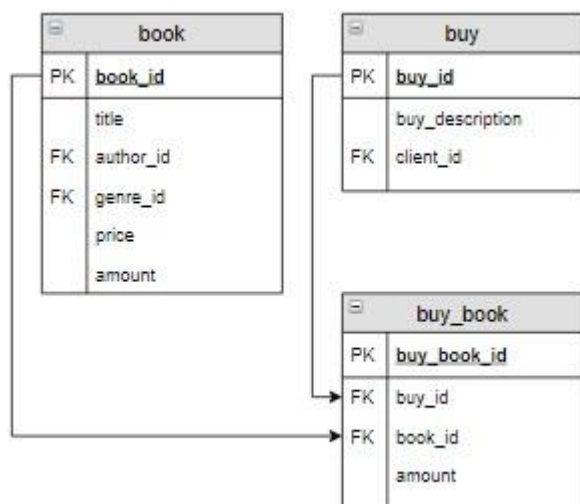 book
PK book_id
title
FK author_id
FK genre_id
price
amount
buy
PK buy_id
buy_description
FK client_id
buy_book
PK buy_book_id
FK buy_id
FK book_id
amount